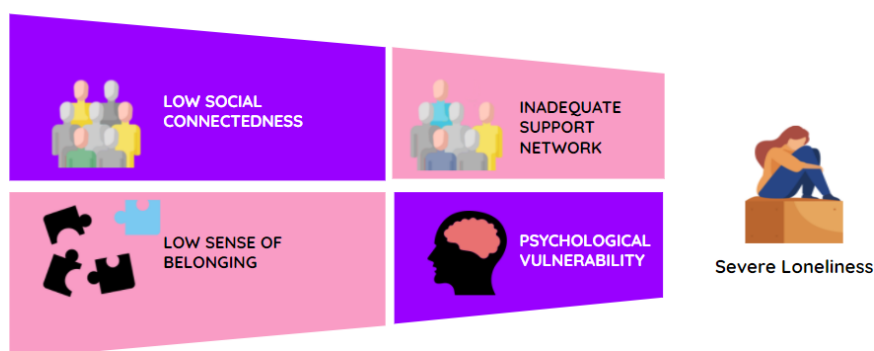 LOW SOCIAL
CONNECTEDNESS
INADEQUATE
SUPPORT
NETWORK
LOW SENSE OF
BELONGING
PSYCHOLOGICAL
VULNERABILITY
Severe Loneliness